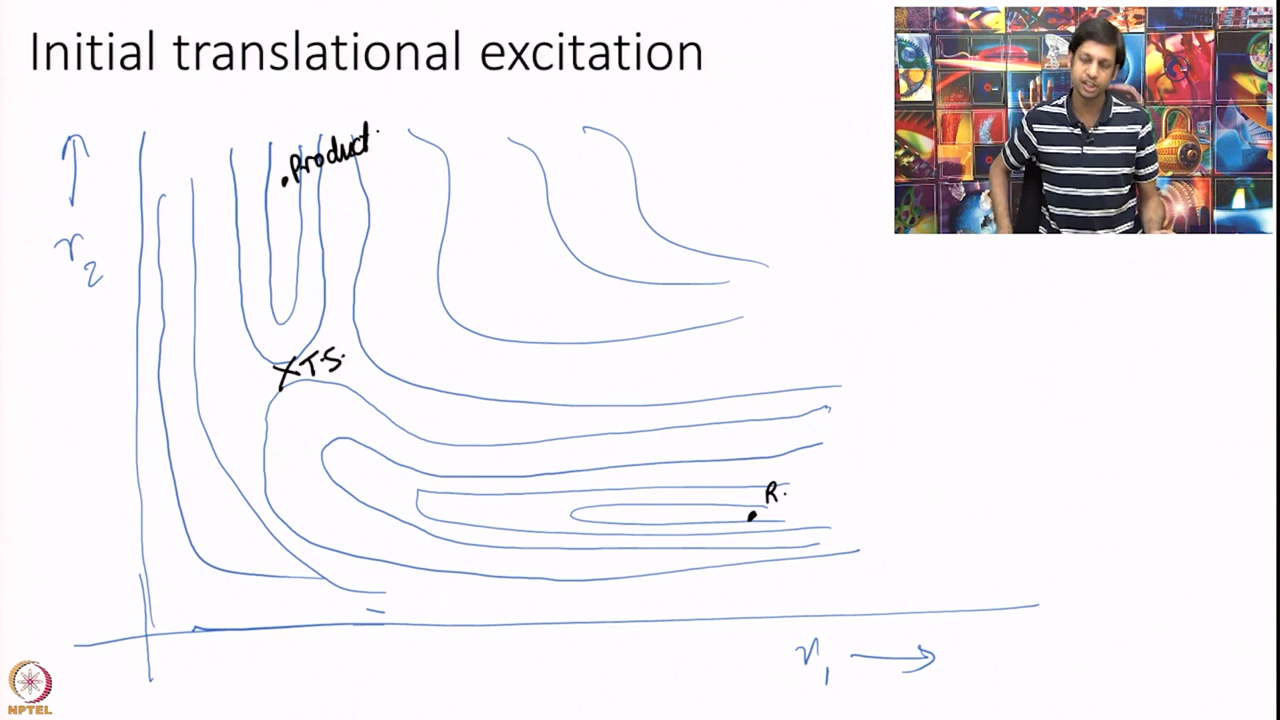 Initial translational excitation
Product.
r2
X T.S.
R.
r1
NPTEL